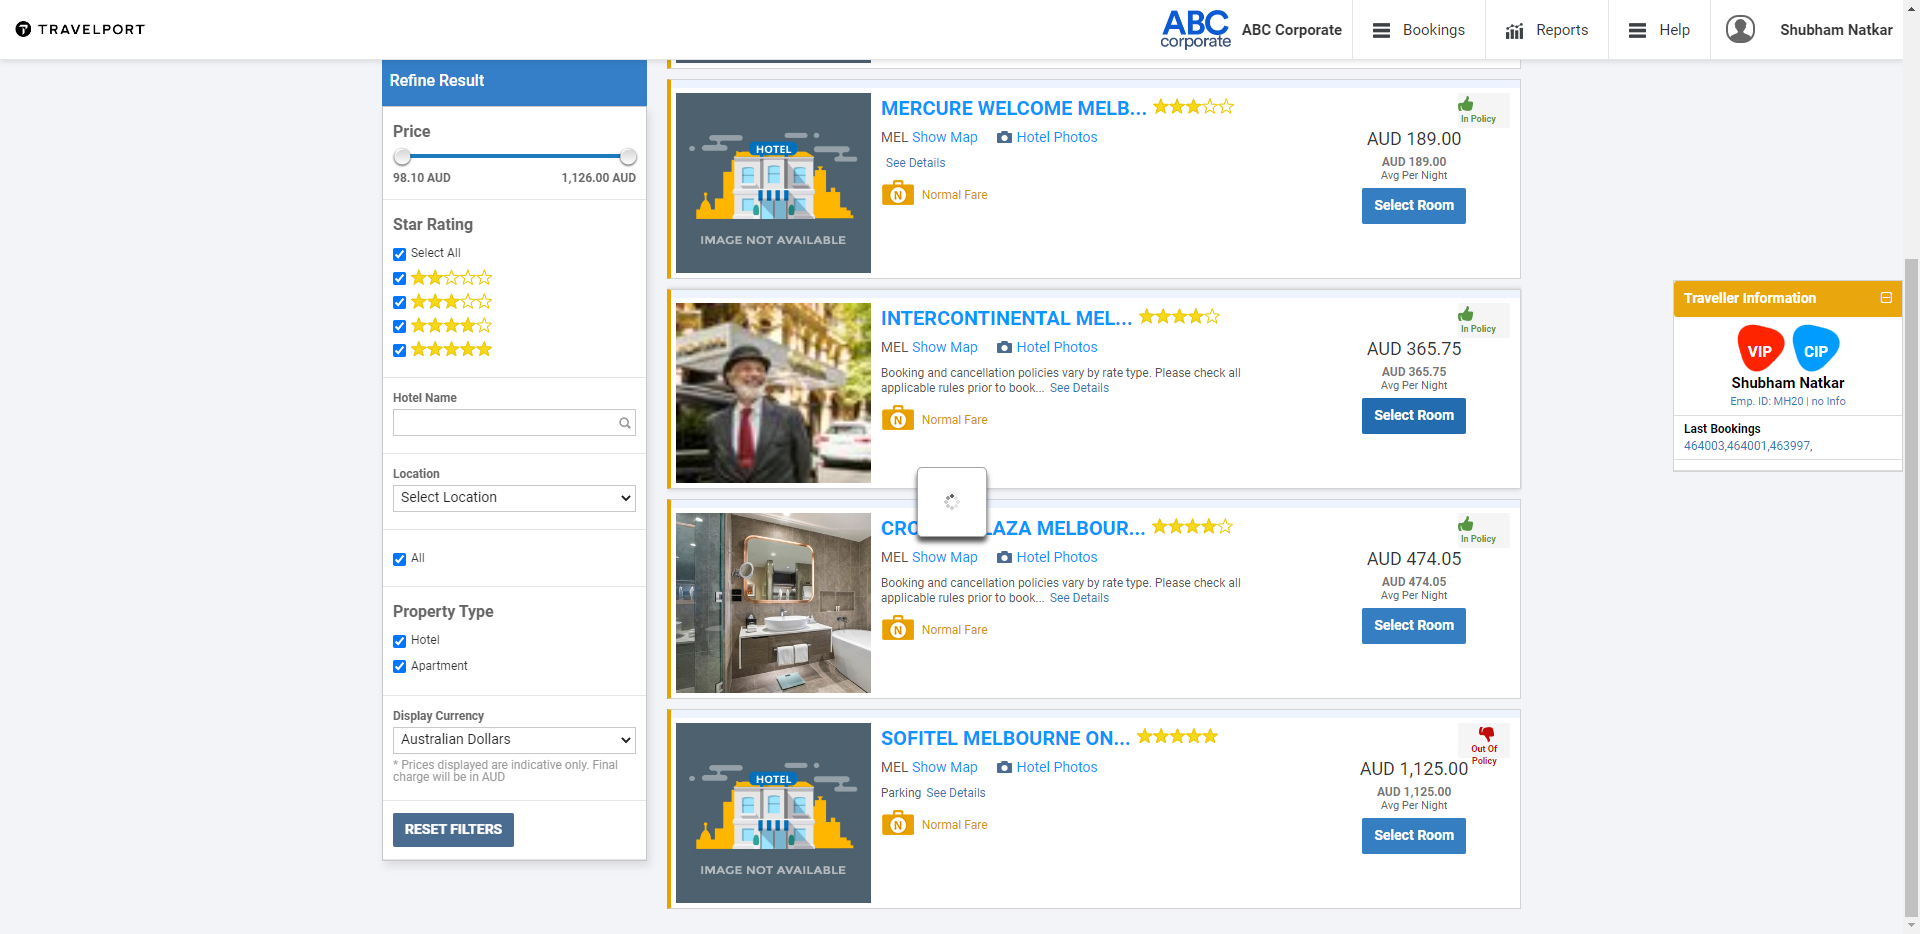 TRAVELPORT
ABC
corporate
ABC Corporate
Bookings
Reports
Help
Shubham Natkar
Refine Result
Price
98.10 AUD
1,126.00 AUD
Star Rating
Select All
Hotel Name
Location
Select Location
All
Property Type
Hotel
Apartment
Display Currency
Australian Dollars
* Prices displayed are indicative only. Final
charge will be in AUD
RESET FILTERS
HOTEL
IMAGE NOT AVAILABLE
MERCURE WELCOME MELB...
MEL Show Map Hotel Photos
See Details
N Normal Fare
In Policy
AUD 189.00
AUD 189.00
Avg Per Night
Select Room
INTERCONTINENTAL MEL...
MEL Show Map Hotel Photos
Booking and cancellation policies vary by rate type. Please check all
applicable rules prior to book... See Details
N Normal Fare
In Policy
AUD 365.75
AUD 365.75
Avg Per Night
Select Room
CRO LAZA MELBOUR...
MEL Show Map Hotel Photos
Booking and cancellation policies vary by rate type. Please check all
applicable rules prior to book... See Details
N Normal Fare
In Policy
AUD 474.05
AUD 474.05
Avg Per Night
Select Room
HOTEL
IMAGE NOT AVAILABLE
SOFITEL MELBOURNE ON...
MEL Show Map Hotel Photos
Parking See Details
N Normal Fare
Out Of
Policy
AUD 1,125.00
AUD 1,125.00
Avg Per Night
Select Room
Traveller Information
VIP CIP
Shubham Natkar
Emp. ID: MH20 | no Info
Last Bookings
464003,464001,463997,